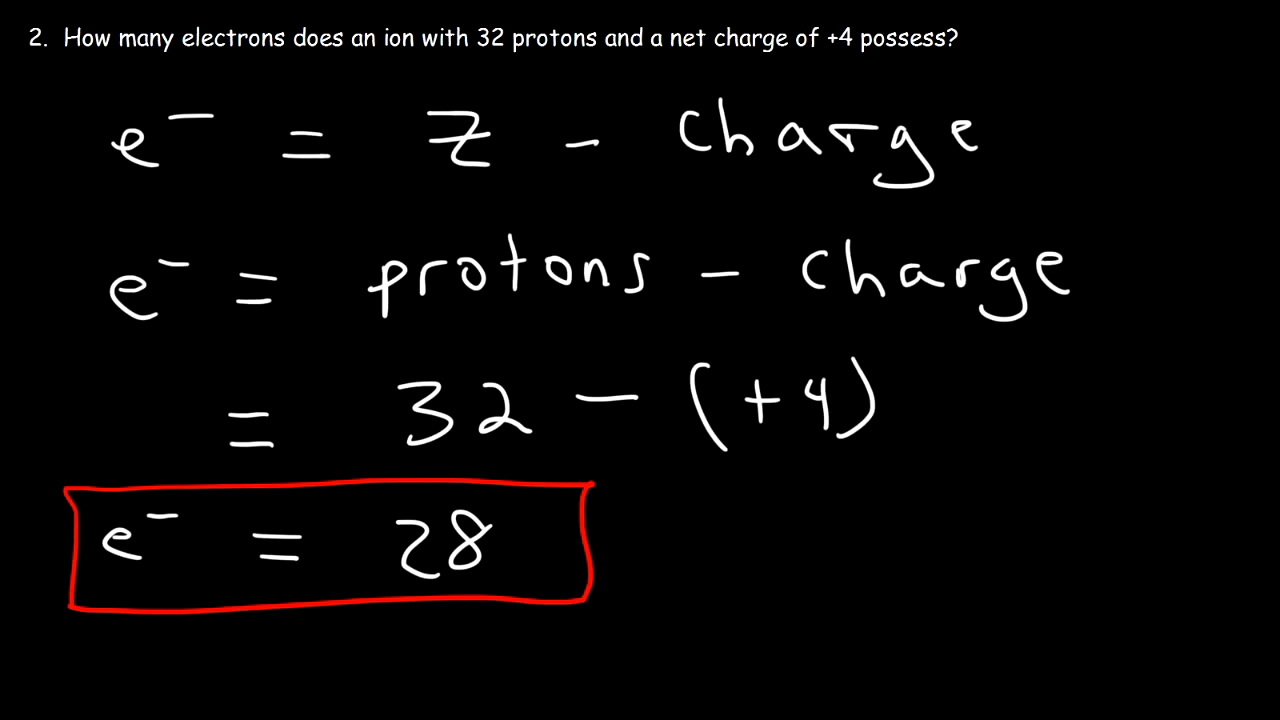 2. How many electrons does an ion with 32 protons and a net charge of +4 possess?
e⁻ = Z - charge
e⁻ = protons - charge
= 32 - (+4)
e⁻ = 28